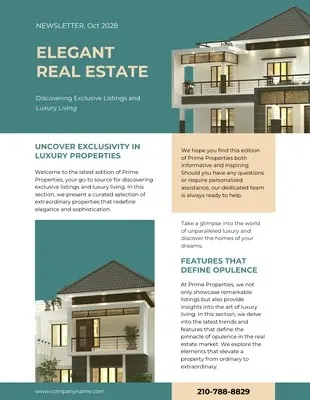 NEWSLETTER, Oct 2028
ELEGANT
REAL ESTATE
Discovering Exclusive Listings and
Luxury Living
UNCOVER EXCLUSIVITY IN
LUXURY PROPERTIES
Welcome to the latest edition of Prime
Properties, your go-to source for discovering
exclusive listings and luxury living. In this
section, we present a curated selection of
extraordinary properties that redefine
elegance and sophistication.
We hope you find this edition
of Prime Properties both
informative and inspiring.
Should you have any questions
or require personalized
assistance, our dedicated team
is always ready to help.
Take a glimpse into the world
of unparalleled luxury and
discover the homes of your
dreams.
FEATURES THAT
DEFINE OPULENCE
At Prime Properties, we not
only showcase remarkable
listings but also provide
insights into the art of luxury
living. In this section, we delve
into the latest trends and
features that define the
pinnacle of opulence in the real
estate market. We explore the
elements that elevate a
property from ordinary to
extraordinary.
www.companyname.com
210-788-8829